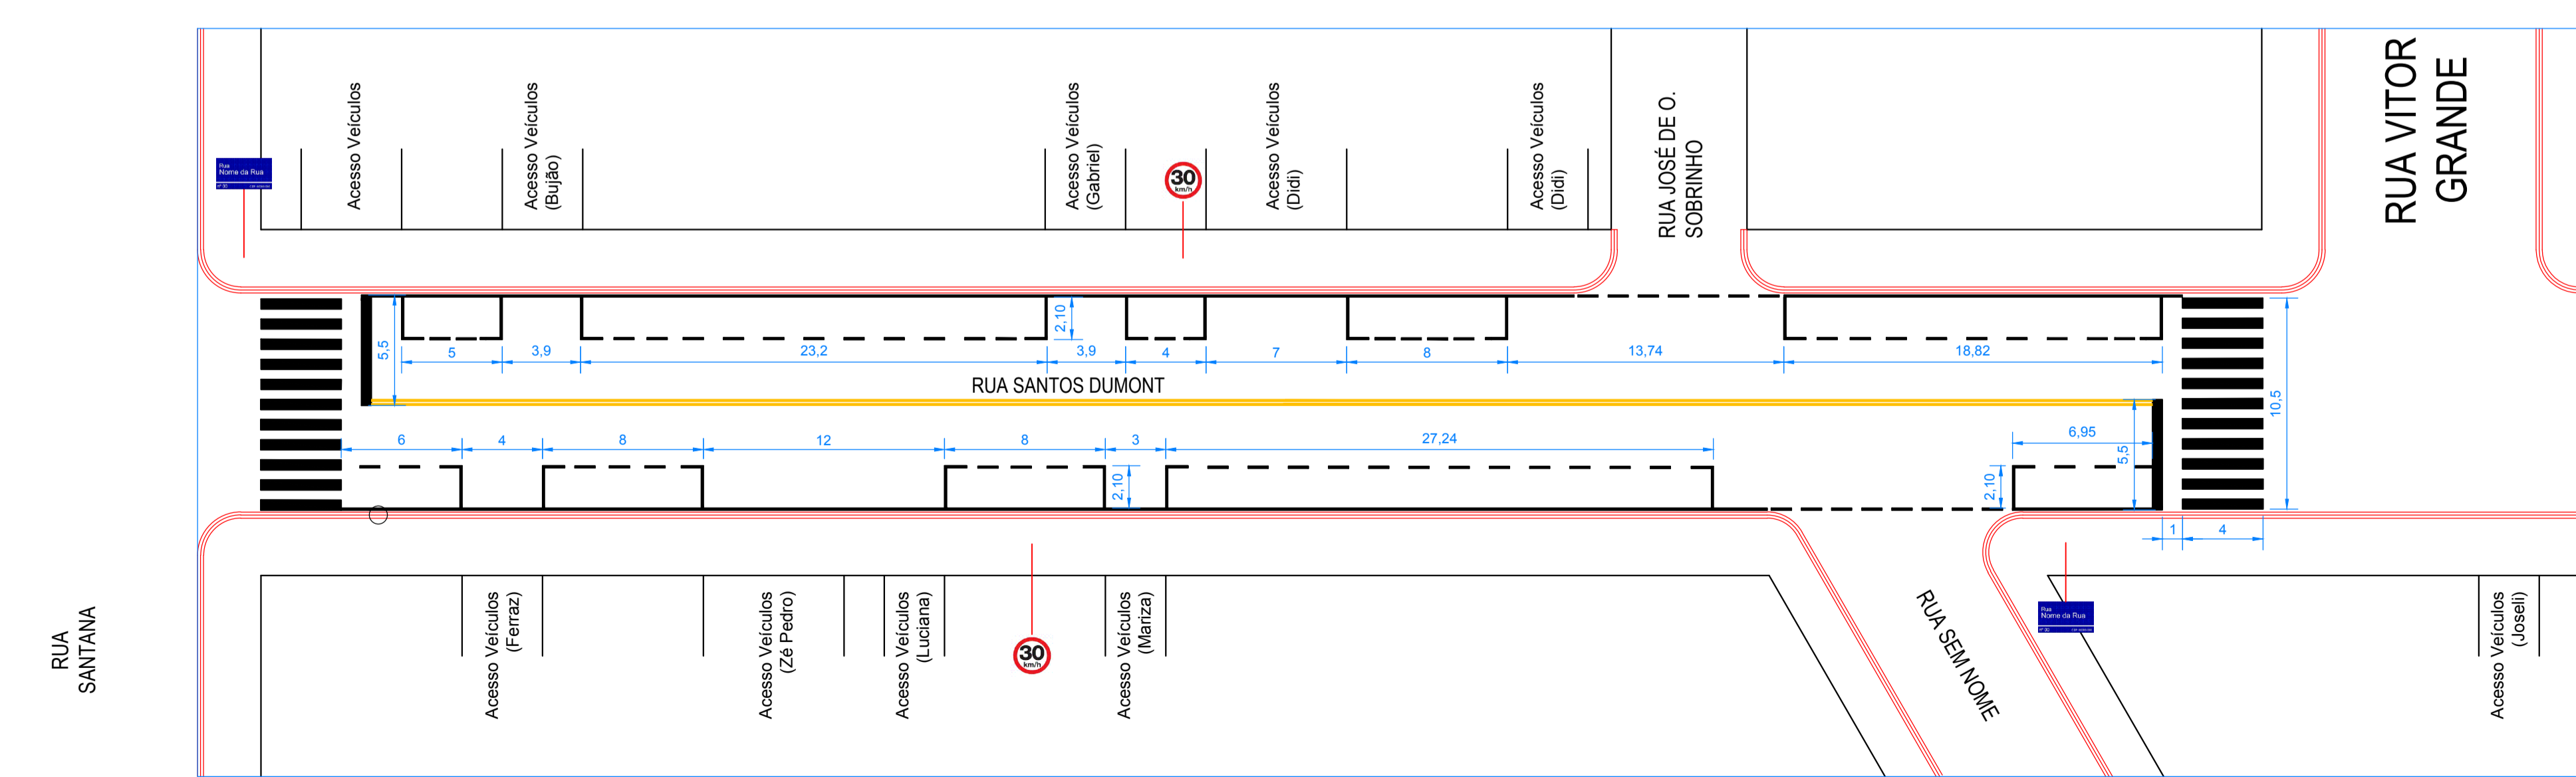 Acesso Veículos
Acesso Veículos
(Bujão)
Acesso Veículos
(Gabriel)
Acesso Veículos
(Didi)
Acesso Veículos
(Didi)
RUA JOSÉ DE O.
SOBRINHO
RUA VITOR
GRANDE
Rua
Nome da Rua
30
km/h
5,5
5
3,9
23,2
2,10
3,9
4
7
8
13,74
18,82
10,5
RUA SANTOS DUMONT
6
4
8
12
8
3
2,10
27,24
2,10
6,95
5,5
1
4
RUA
SANTANA
Acesso Veículos
(Ferraz)
Acesso Veículos
(Zé Pedro)
Acesso Veículos
(Luciana)
30
km/h
Acesso Veículos
(Mariza)
RUA SEM NOME
Rua
Nome da Rua
Acesso Veículos
(Joseli)